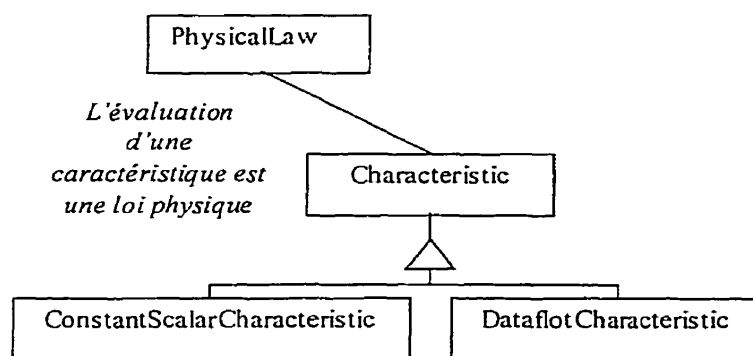 PhysicalLaw
L'évaluation
d'une
caractéristique est
une loi physique
Characteristic
ConstantScalarCharacteristic
DataflotCharacteristic